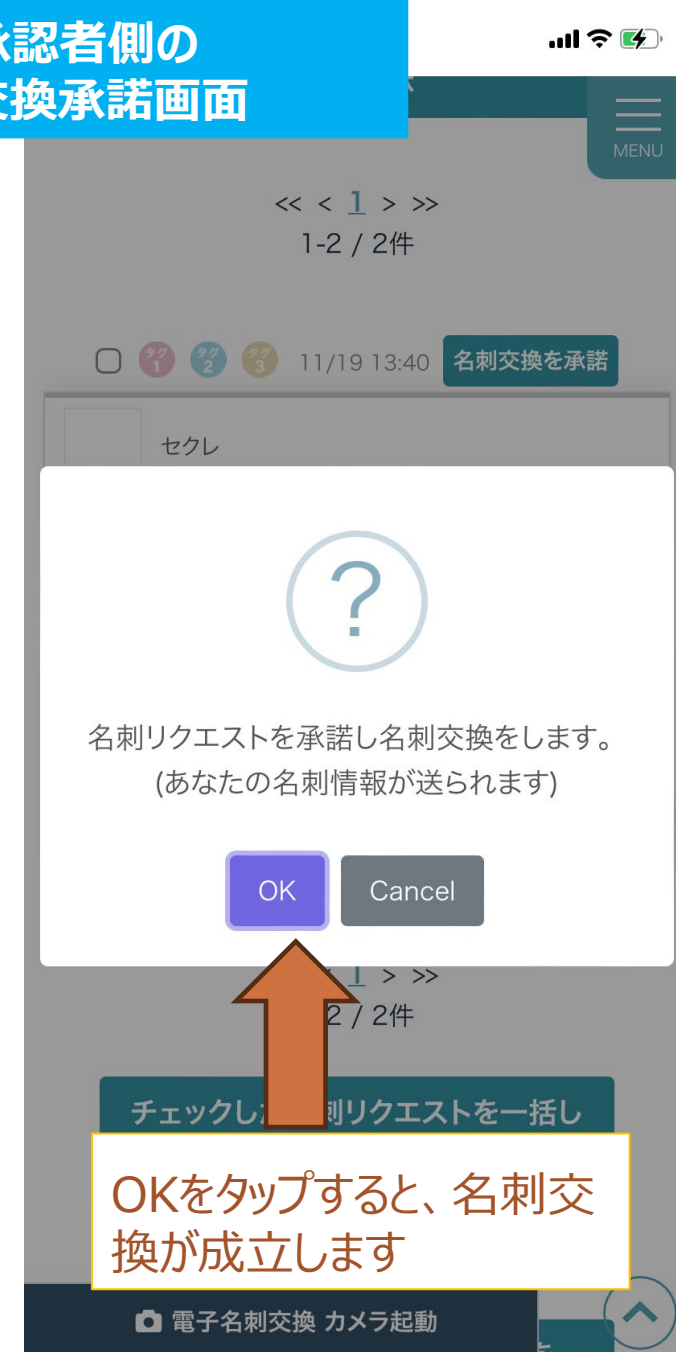 承認者側の
交換承諾画面
MENU
<< < 1 > >>
1-2 / 2件
タグ1 タグ2 タグ3 11/19 13:40 名刺交換を承諾
セクレ
?
名刺リクエストを承諾し名刺交換をします。
(あなたの名刺情報が送られます)
OK Cancel
1 > >>
2 / 2件
チェックし 刺リクエストを一括し
OKをタップすると、名刺交
換が成立します
電子名刺交換 カメラ起動